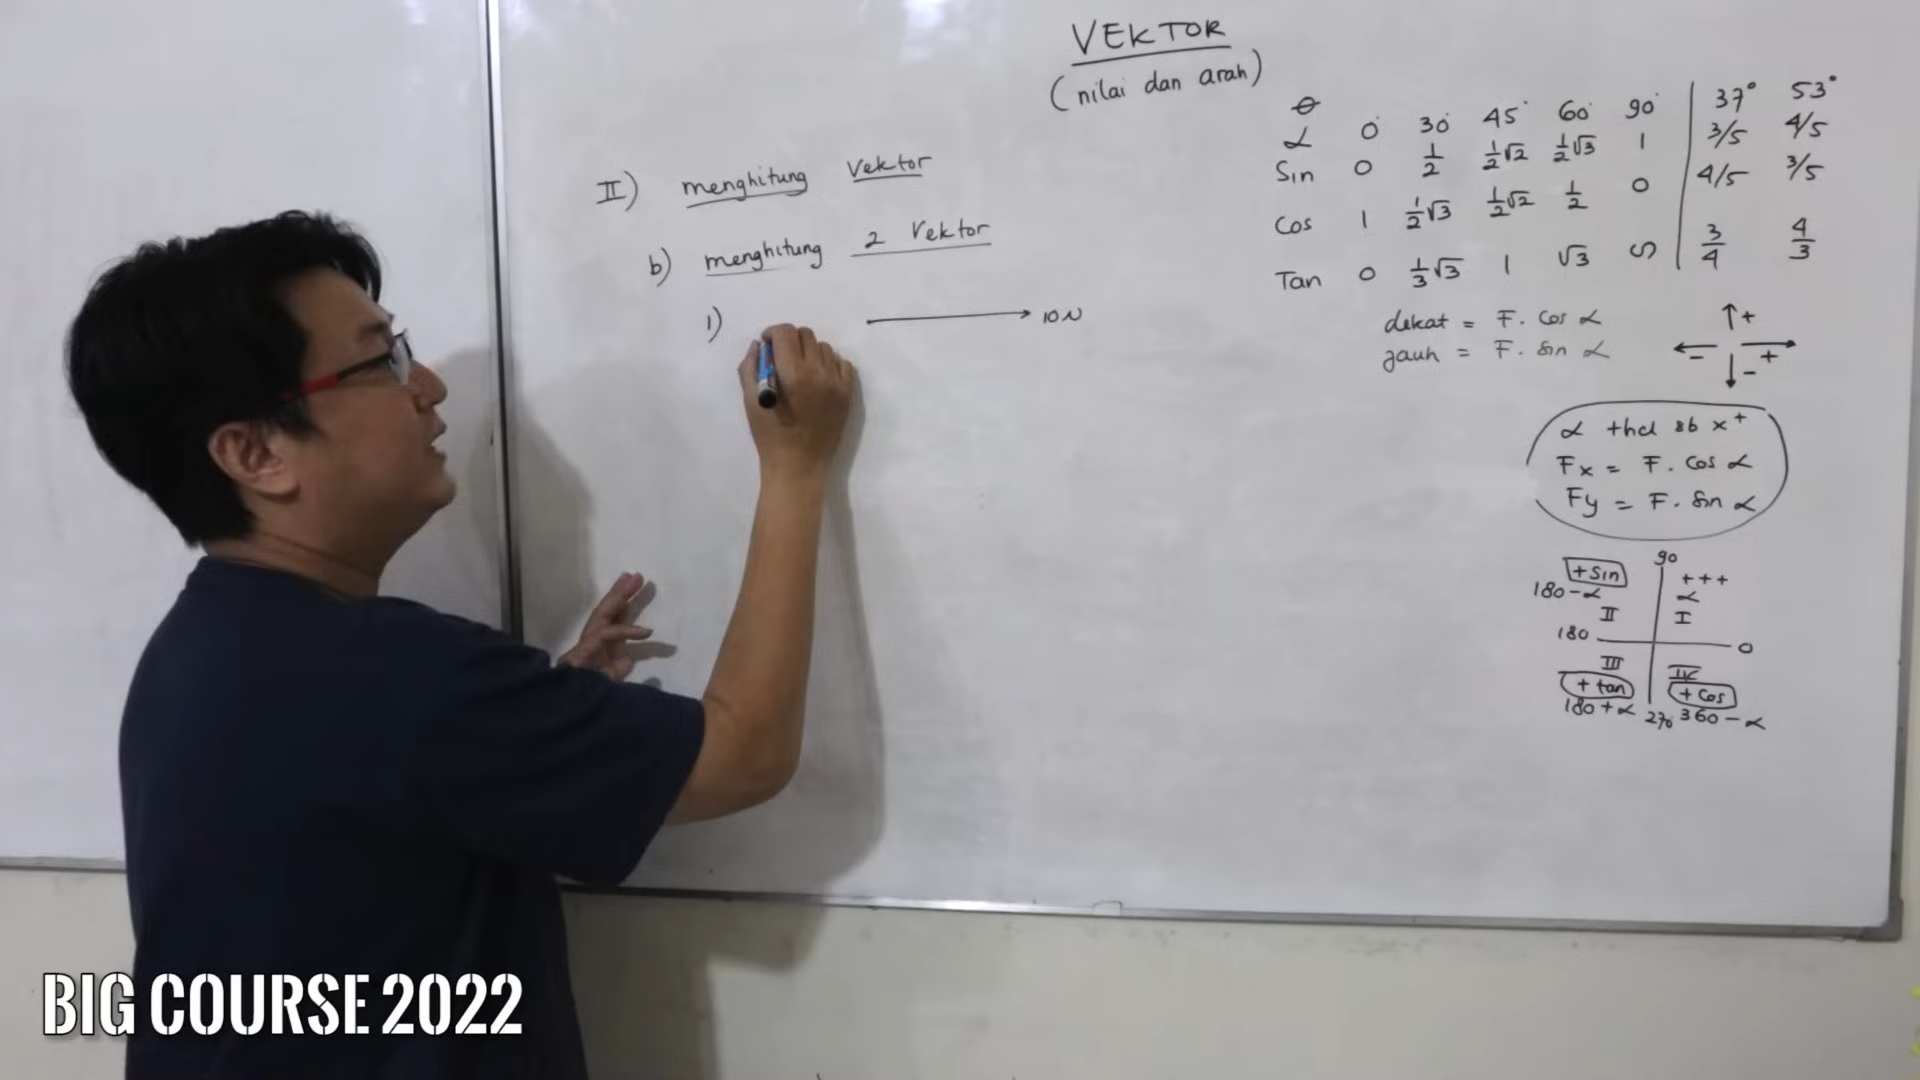 VEKTOR
(nilai dan arah)
II) menghitung Vektor
b) menghitung 2 Vektor
1) 10 N
θ
α 0° 30° 45° 60° 90° 37° 53°
Sin 0 1/2 1/2√2 1/2√3 1 3/5 4/5
Cos 1 1/2√3 1/2√2 1/2 0 4/5 3/5
Tan 0 1/3√3 1 √3 ∽ 3/4 4/3
dekat = F. Cos α
jauh = F. Sin α
+
- +
-
α thd sb x+
Fx = F. Cos α
Fy = F. Sin α
90
+sin +++
180-α α
II I
180 0
III IV
+ tan + cos
180+α 270 360-α
BIG COURSE 2022